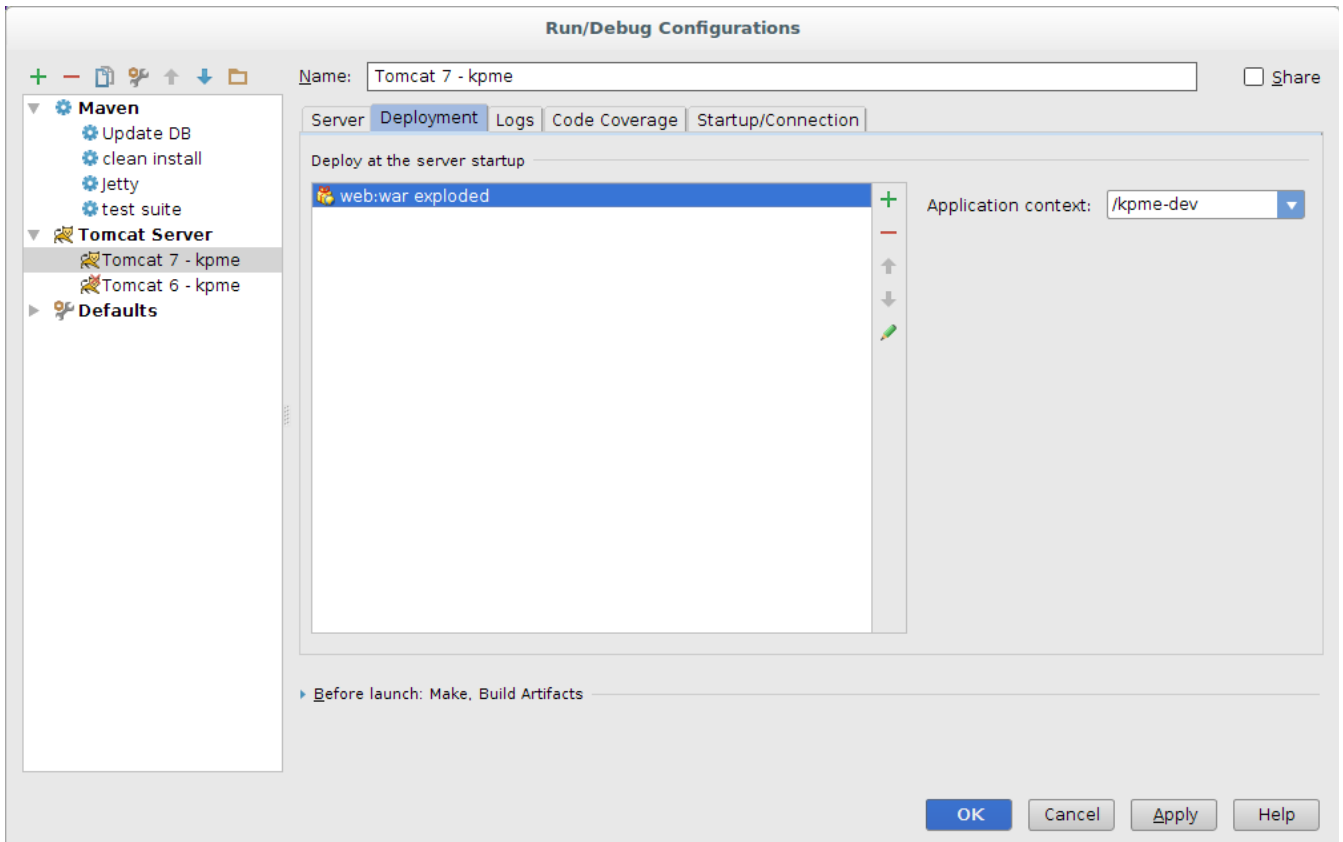 Run/Debug Configurations
Name: Tomcat 7 - kpme
Share
Maven
Update DB
clean install
Jetty
test suite
Tomcat Server
Tomcat 7 - kpme
Tomcat 6 - kpme
Defaults
Server Deployment Logs Code Coverage Startup/Connection
Deploy at the server startup
web:war exploded
Application context: /kpme-dev
Before launch: Make, Build Artifacts
OK Cancel Apply Help